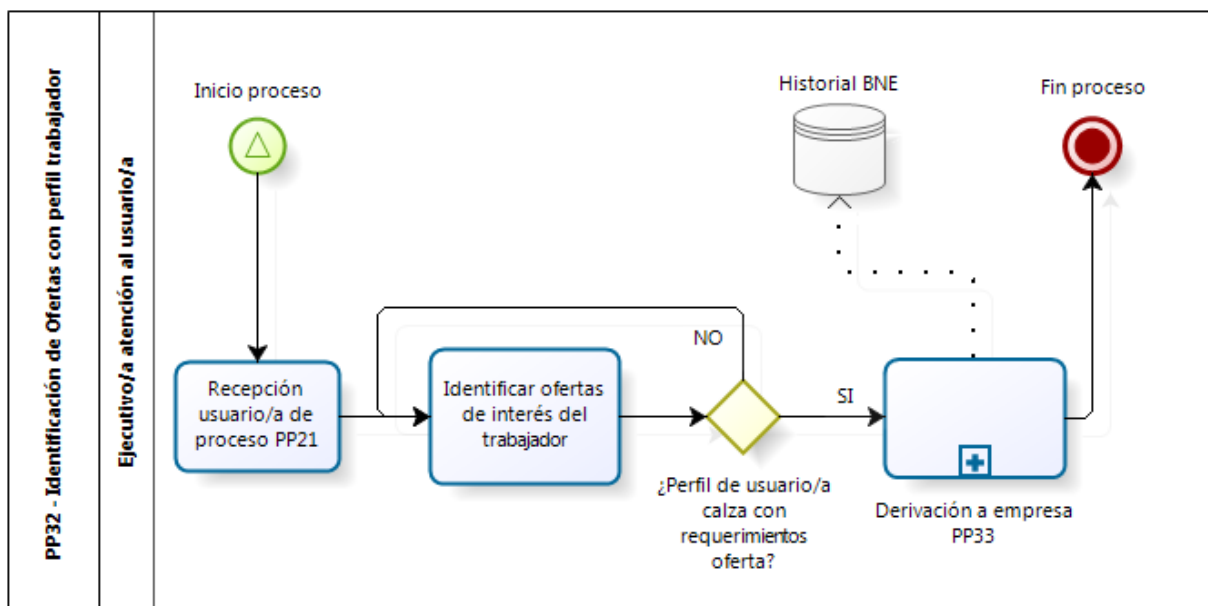 PP32 - Identificación de Ofertas con perfil trabajador
Ejecutivo/a atención al usuario/a
Inicio proceso
Historial BNE
Fin proceso
Recepción
usuario/a de
proceso PP21
Identificar ofertas
de interés del
trabajador
NO
¿Perfil de usuario/a
calza con
requerimientos
oferta?
SI
Derivación a empresa
PP33